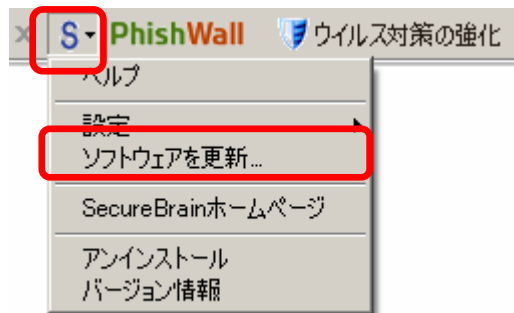 S PhishWall ウイルス対策の強化
ヘルプ
設定
ソフトウェアを更新...
SecureBrainホームページ
アンインストール
バージョン情報